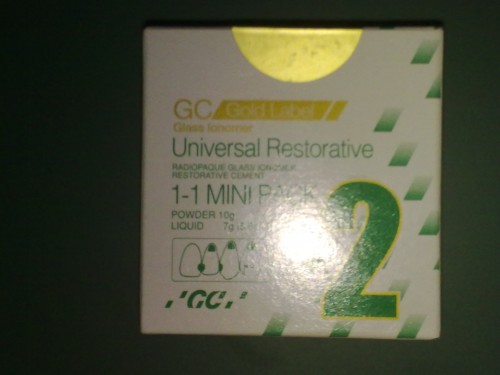 GC Gold Label
Glass Ionomer
Universal Restorative
RADIOPAQUE GLASS IONOMER
RESTORATIVE CEMENT
1-1 MINI PACK
POWDER 10g
LIQUID 7g
2
'GC'